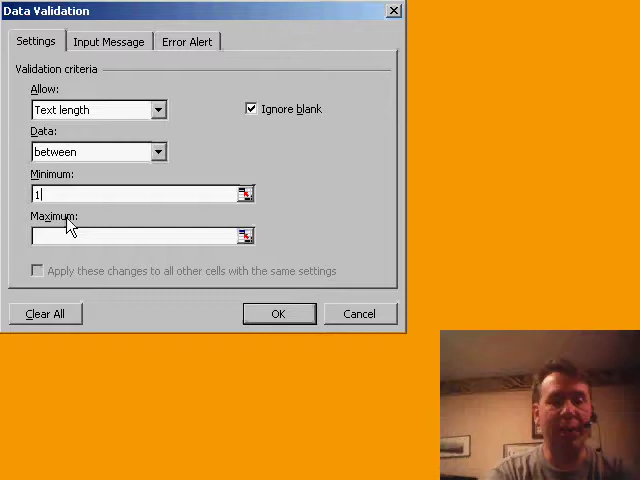 Data Validation
Settings
Input Message
Error Alert
Validation criteria
Allow:
Text length
Ignore blank
Data:
between
Minimum:
1
Maximum:
Apply these changes to all other cells with the same settings
Clear All
OK
Cancel